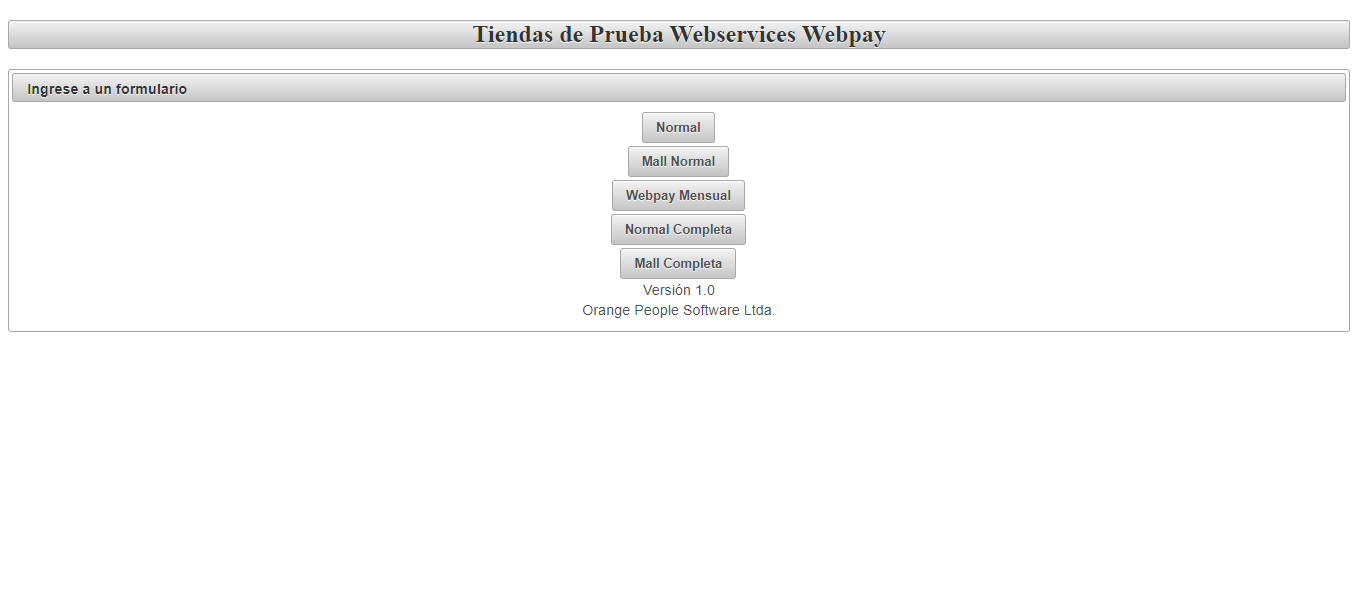 Tiendas de Prueba Webservices Webpay
Ingrese a un formulario
Normal
Mall Normal
Webpay Mensual
Normal Completa
Mall Completa
Versión 1.0
Orange People Software Ltda.